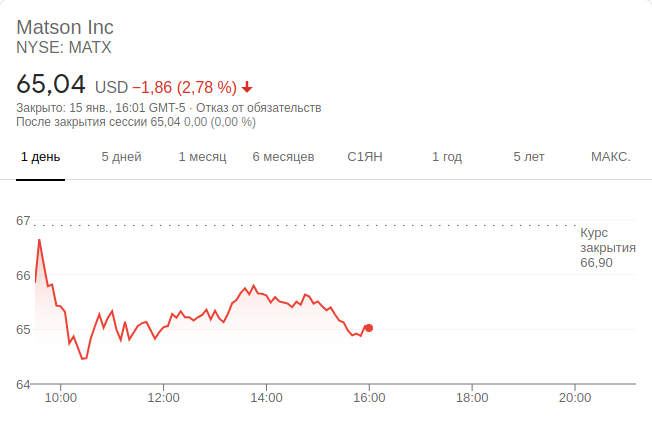 Matson Inc
NYSE: MATX
65,04 USD −1,86 (2,78 %)
Закрыто: 15 янв., 16:01 GMT-5 · Отказ от обязательств
После закрытия сессии 65,04 0,00 (0,00 %)
1 день 5 дней 1 месяц 6 месяцев С1ЯН 1 год 5 лет МАКС.
67
Курс
закрытия
66,90
66
65
64
10:00 12:00 14:00 16:00 18:00 20:00